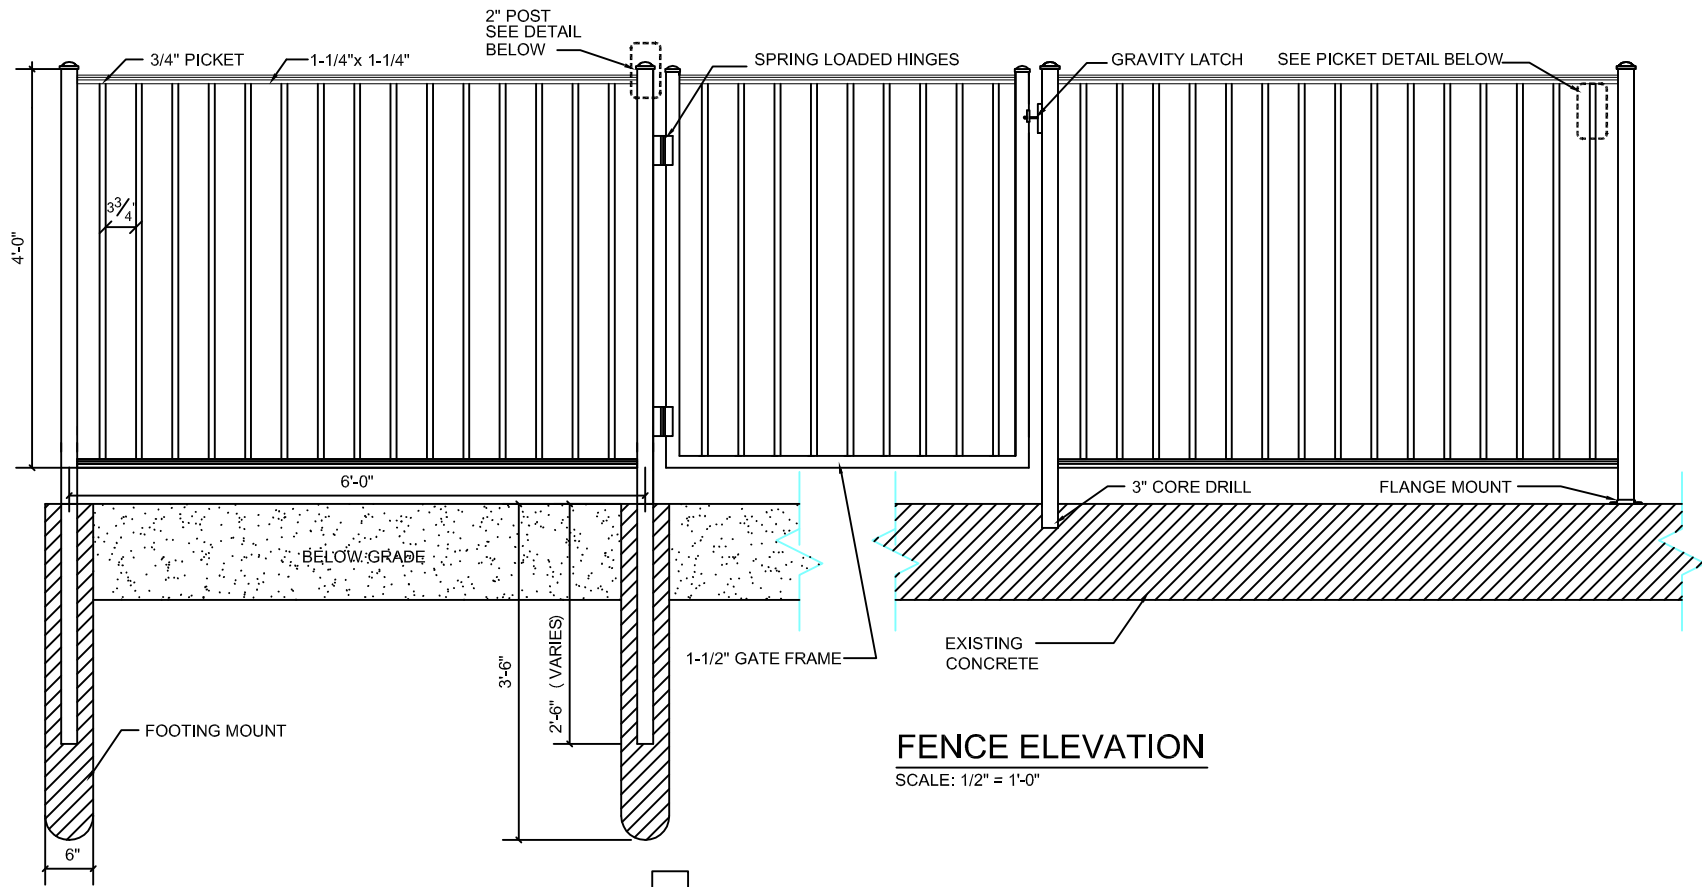 2" POST
SEE DETAIL
BELOW
3/4" PICKET
1-1/4"x 1-1/4"
SPRING LOADED HINGES
GRAVITY LATCH
SEE PICKET DETAIL BELOW
3 3/4"
4'-0"
6'-0"
3" CORE DRILL
FLANGE MOUNT
BELOW GRADE
3'-6"
2'-6" ( VARIES)
1-1/2" GATE FRAME
EXISTING
CONCRETE
FOOTING MOUNT
FENCE ELEVATION
SCALE: 1/2" = 1'-0"
6"